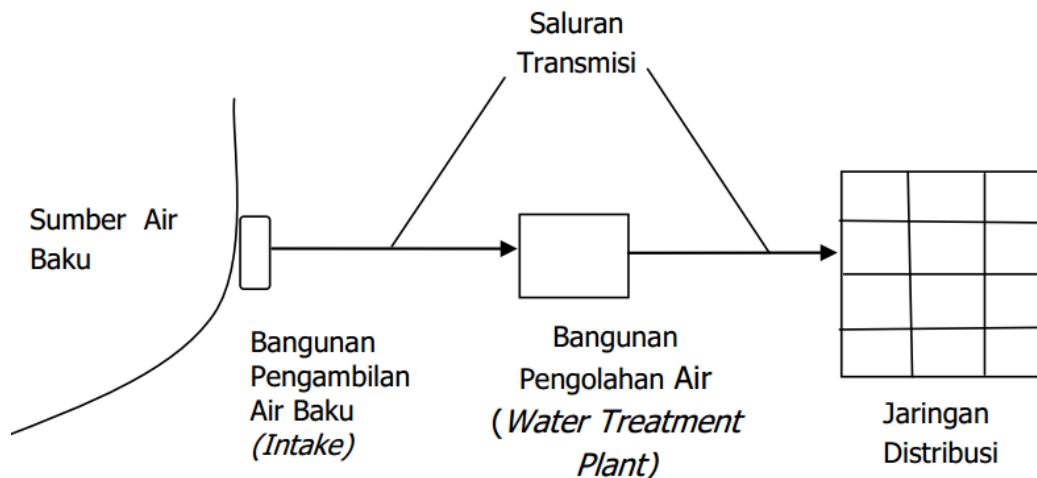 Saluran
Transmisi
Sumber Air
Baku
Bangunan
Pengambilan
Air Baku
(Intake)
Bangunan
Pengolahan Air
(Water Treatment
Plant)
Jaringan
Distribusi